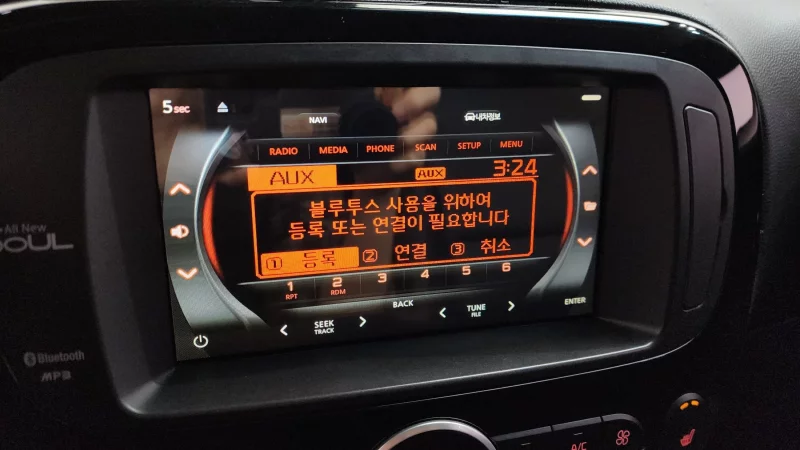 5 sec
NAVI
내차정보
RADIO MEDIA PHONE SCAN SETUP MENU
AUX AUX 3:24
블루투스 사용을 위하여
등록 또는 연결이 필요합니다
1 등록 2 연결 3 취소
1 2 3 4 5 6
RPT RDM
BACK
SEEK
TRACK
TUNE
FILE
ENTER
All New
SOUL
Bluetooth
MP3
A/C